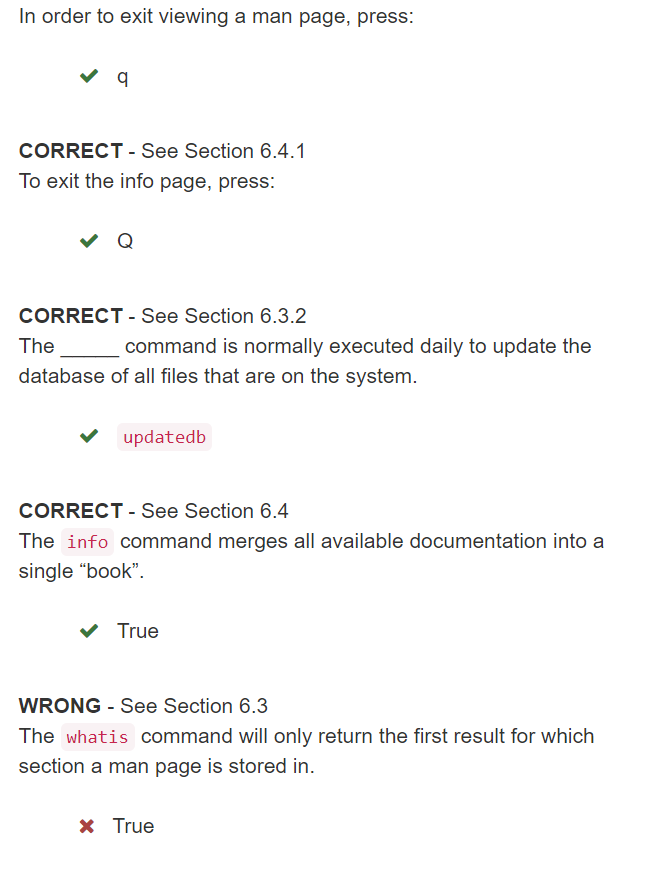 In order to exit viewing a man page, press:
q
CORRECT - See Section 6.4.1
To exit the info page, press:
Q
CORRECT - See Section 6.3.2
The _____ command is normally executed daily to update the
database of all files that are on the system.
updatedb
CORRECT - See Section 6.4
The info command merges all available documentation into a
single “book”.
True
WRONG - See Section 6.3
The whatis command will only return the first result for which
section a man page is stored in.
True